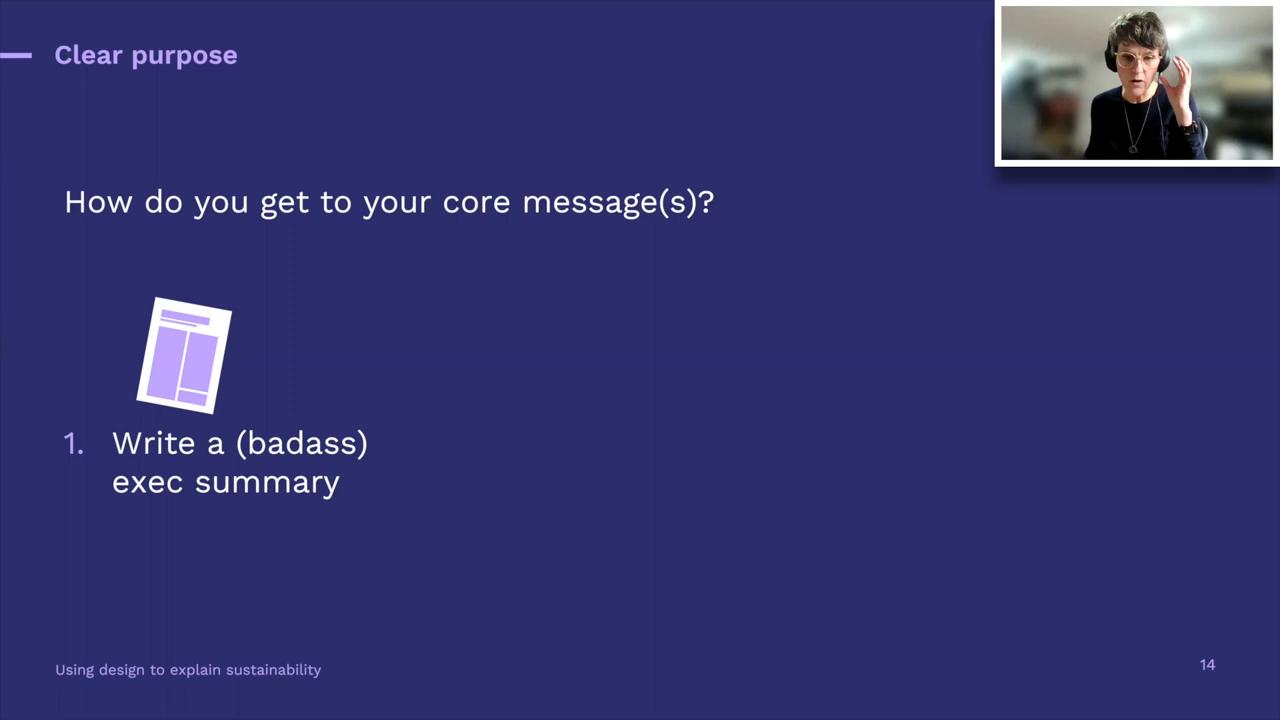 Clear purpose
How do you get to your core message(s)?
1. Write a (badass)
exec summary
Using design to explain sustainability
14